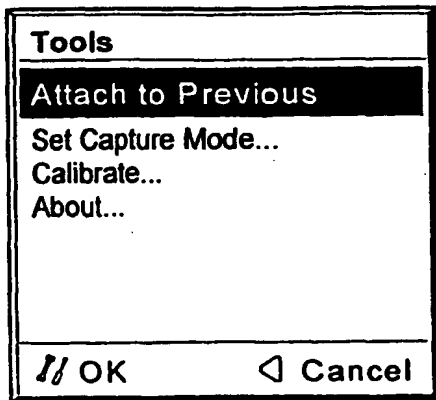 Tools
Attach to Previous
Set Capture Mode...
Calibrate...
About...
OK Cancel